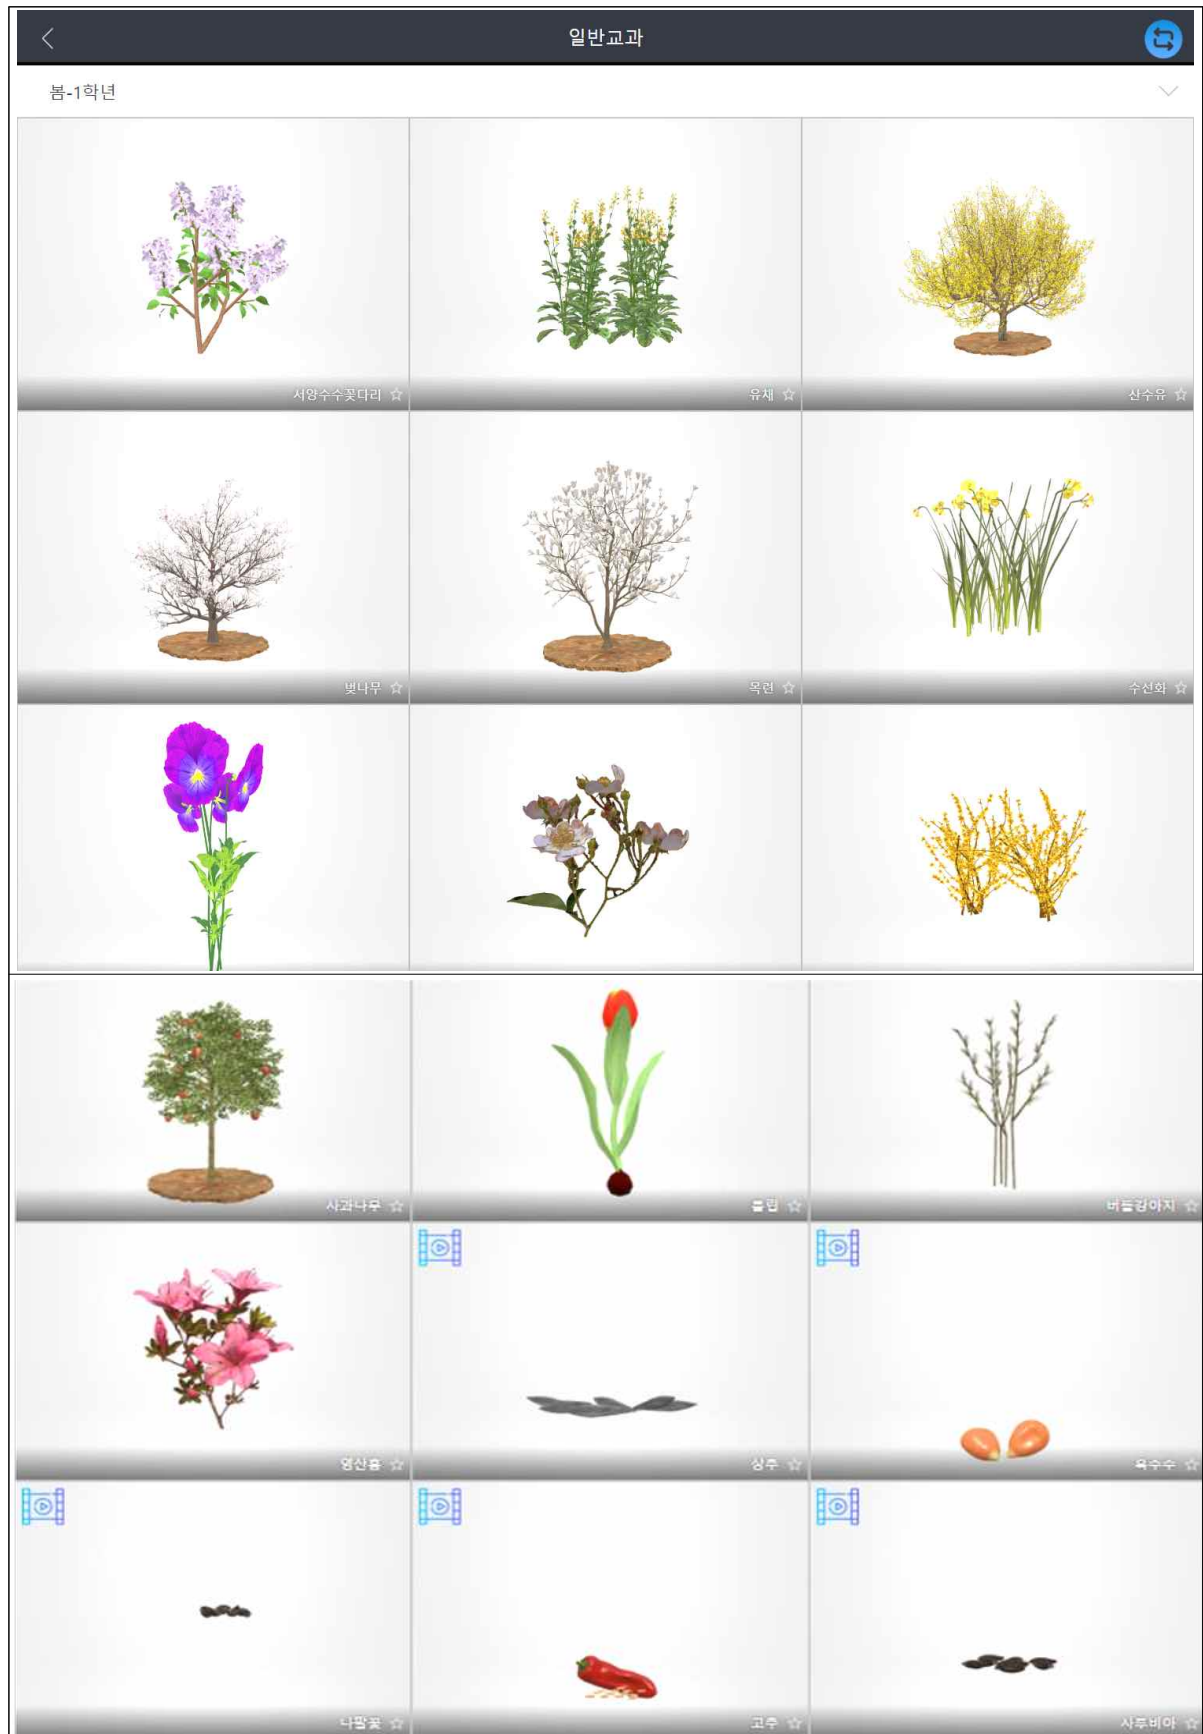 일반교과
봄-1학년
서양수수꽃다리
유채
산수유
벚나무
목련
수선화
사과나무
튤립
버들강아지
영산홍
상추
옥수수
나팔꽃
고추
사루비아